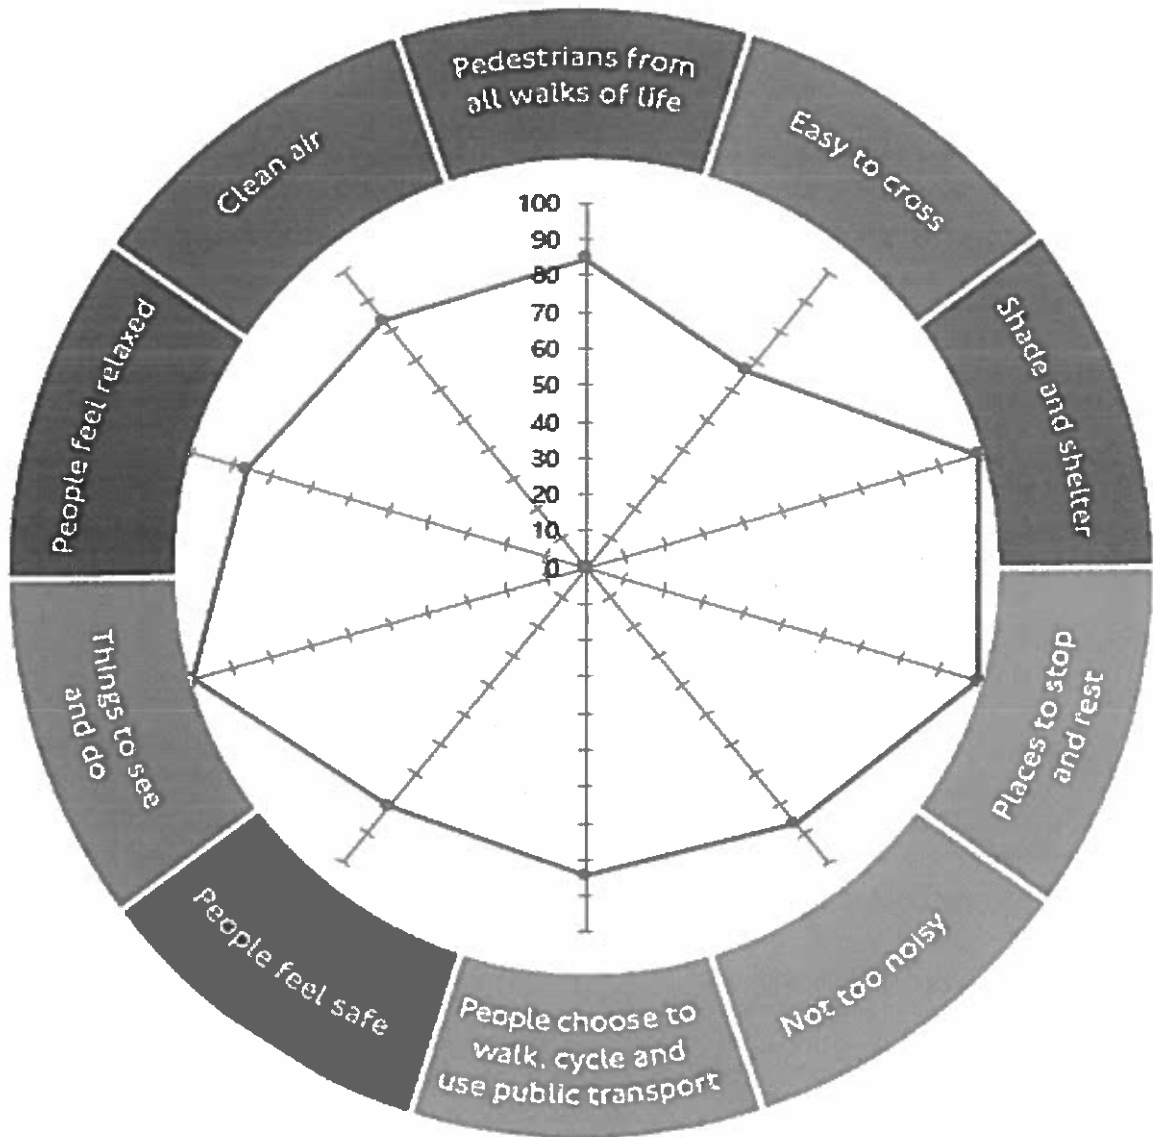 Pedestrians from
all walks of life
Easy to cross
Shade and shelter
Places to stop
and rest
Not too noisy
People choose to
walk, cycle and
use public transport
People feel safe
Things to see
and do
People feel relaxed
Clean air
100
90
80
70
60
50
40
30
20
10
0